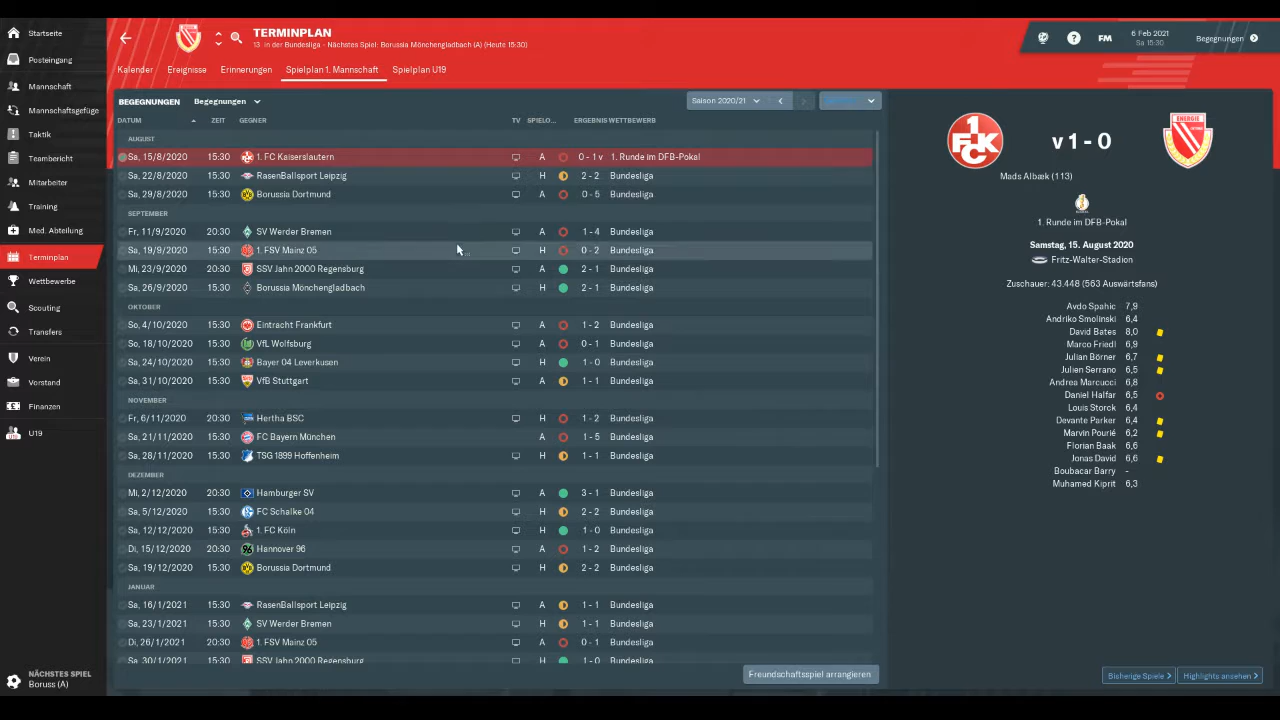 Startseite
Posteingang
Mannschaft
Mannschaftsgefüge
Taktik
Teambericht
Mitarbeiter
Training
Med. Abteilung
Terminplan
Wettbewerbe
Scouting
Transfers
Verein
Vorstand
Finanzen
U19
NÄCHSTES SPIEL
Boruss (A)
TERMINPLAN
13. in der Bundesliga - Nächstes Spiel: Borussia Mönchengladbach (A) (Heute 15:30)
? FM 6 Feb 2021 Begegnungen
Sa 15:30
Kalender Ereignisse Erinnerungen Spielplan 1. Mannschaft Spielplan U19
BEGEGNUNGEN Begegnungen Saison 2020/21
DATUM ZEIT GEGNER TV SPIELO... ERGEBNIS WETTBEWERB
AUGUST
Sa, 15/8/2020 15:30 1. FC Kaiserslautern A 0 - 1 v 1. Runde im DFB-Pokal
Sa, 22/8/2020 15:30 RasenBallsport Leipzig H 2 - 2 Bundesliga
Sa, 29/8/2020 15:30 Borussia Dortmund A 0 - 5 Bundesliga
SEPTEMBER
Fr, 11/9/2020 20:30 SV Werder Bremen A 1 - 4 Bundesliga
Sa, 19/9/2020 15:30 1. FSV Mainz 05 H 0 - 2 Bundesliga
Mi, 23/9/2020 20:30 SSV Jahn 2000 Regensburg A 2 - 1 Bundesliga
Sa, 26/9/2020 15:30 Borussia Mönchengladbach H 2 - 1 Bundesliga
OKTOBER
So, 4/10/2020 15:30 Eintracht Frankfurt A 1 - 2 Bundesliga
So, 18/10/2020 15:30 VfL Wolfsburg A 0 - 1 Bundesliga
Sa, 24/10/2020 15:30 Bayer 04 Leverkusen H 1 - 0 Bundesliga
Sa, 31/10/2020 15:30 VfB Stuttgart A 1 - 1 Bundesliga
NOVEMBER
Fr, 6/11/2020 20:30 Hertha BSC H 1 - 2 Bundesliga
Sa, 21/11/2020 15:30 FC Bayern München A 1 - 5 Bundesliga
Sa, 28/11/2020 15:30 TSG 1899 Hoffenheim H 1 - 1 Bundesliga
DEZEMBER
Mi, 2/12/2020 20:30 Hamburger SV A 3 - 1 Bundesliga
Sa, 5/12/2020 15:30 FC Schalke 04 H 2 - 2 Bundesliga
Sa, 12/12/2020 15:30 1. FC Köln H 1 - 0 Bundesliga
Di, 15/12/2020 20:30 Hannover 96 A 1 - 2 Bundesliga
Sa, 19/12/2020 15:30 Borussia Dortmund H 2 - 2 Bundesliga
JANUAR
Sa, 16/1/2021 15:30 RasenBallsport Leipzig A 1 - 1 Bundesliga
Sa, 23/1/2021 15:30 SV Werder Bremen H 1 - 1 Bundesliga
Di, 26/1/2021 20:30 1. FSV Mainz 05 A 0 - 1 Bundesliga
Sa, 30/1/2021 15:30 SSV Jahn 2000 Regensburg H 1 - 0 Bundesliga
Freundschaftsspiel arrangieren
v 1 - 0
Mads Albæk (113)
1. Runde im DFB-Pokal
Samstag, 15. August 2020
Fritz-Walter-Stadion
Zuschauer: 43.448 (563 Auswärtsfans)
Avdo Spahic 7,9
Andriko Smolinski 6,4
David Bates 8,0
Marco Friedl 6,9
Julian Börner 6,7
Julien Serrano 6,5
Andrea Marcucci 6,8
Daniel Halfar 6,5
Louis Storck 6,4
Devante Parker 6,4
Marvin Pourié 6,2
Florian Baak 6,6
Jonas David 6,6
Boubacar Barry -
Muhamed Kiprit 6,3
Bisherige Spiele
Highlights ansehen